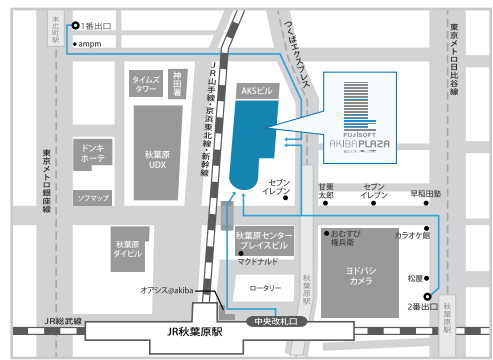 末広町駅
1番出口
ampm
つくばエクスプレス
東京メトロ日比谷線
JR山手線・京浜東北線・新幹線
タイムズ
タワー
神田署
AKSビル
FUJISOFT
AKIBA PLAZA
ドンキ
ホーテ
秋葉原
UDX
東京メトロ銀座線
ソフマップ
セブン
イレブン
甘栗
太郎
セブン
イレブン
早稲田塾
秋葉原
ダイビル
秋葉原センター
プレイスビル
マクドナルド
おむすび
権兵衛
カラオケ館
ヨドバシ
カメラ
松屋
オアシス@akiba
ロータリー
秋葉原駅
2番出口
秋葉原駅
JR総武線
JR秋葉原駅
中央改札口